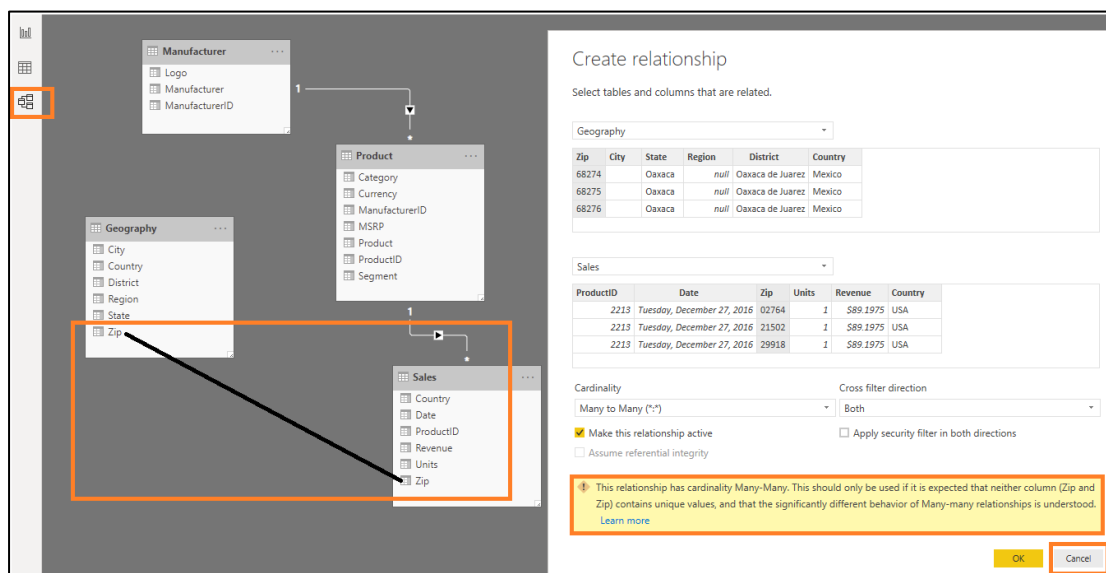 Manufacturer ...
Logo
Manufacturer
ManufacturerID
1
*
Product ...
Category
Currency
ManufacturerID
MSRP
Product
ProductID
Segment
Geography ...
City
Country
District
Region
State
Zip
1
*
Sales ...
Country
Date
ProductID
Revenue
Units
Zip
Create relationship
Select tables and columns that are related.
Geography
Zip City State Region District Country
68274 Oaxaca null Oaxaca de Juarez Mexico
68275 Oaxaca null Oaxaca de Juarez Mexico
68276 Oaxaca null Oaxaca de Juarez Mexico
Sales
ProductID Date Zip Units Revenue Country
2213 Tuesday, December 27, 2016 02764 1 $89.1975 USA
2213 Tuesday, December 27, 2016 21502 1 $89.1975 USA
2213 Tuesday, December 27, 2016 29918 1 $89.1975 USA
Cardinality Cross filter direction
Many to Many (*:*) Both
Make this relationship active Apply security filter in both directions
Assume referential integrity
This relationship has cardinality Many-Many. This should only be used if it is expected that neither column (Zip and
Zip) contains unique values, and that the significantly different behavior of Many-many relationships is understood.
Learn more
OK Cancel